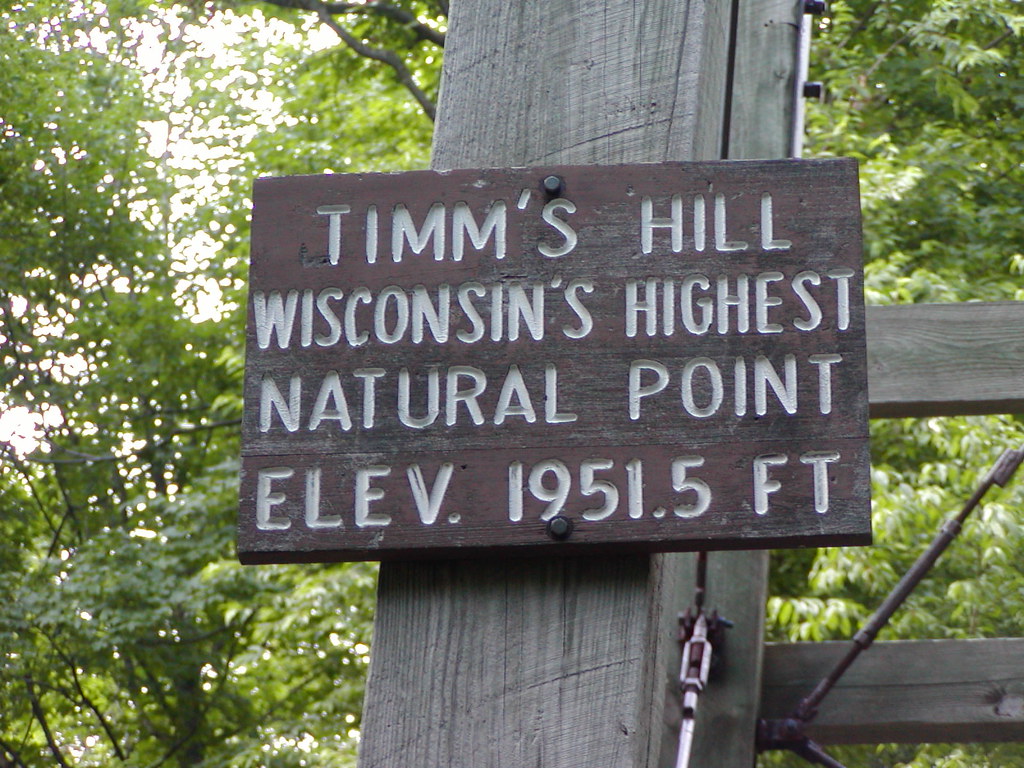 TIMM'S HILL
WISCONSIN'S HIGHEST
NATURAL POINT
ELEV. 1951.5 FT